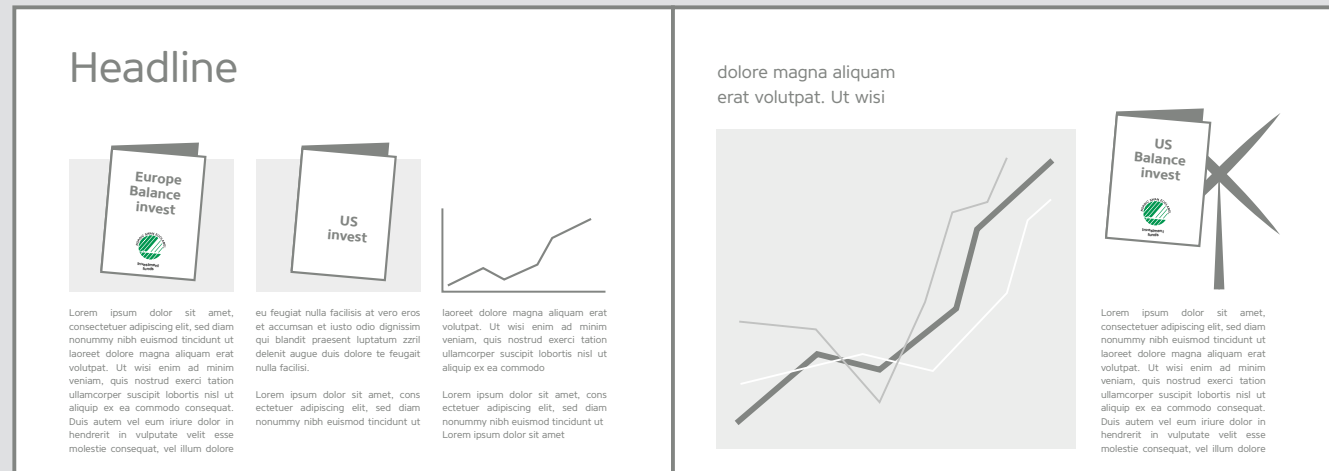 Headline
Europe
Balance
invest
investment
funds
US
invest
Lorem ipsum dolor sit amet,
consectetuer adipiscing elit, sed diam
nonummy nibh euismod tincidunt ut
laoreet dolore magna aliquam erat
volutpat. Ut wisi enim ad minim
veniam, quis nostrud exerci tation
ullamcorper suscipit lobortis nisl ut
aliquip ex ea commodo consequat.
Duis autem vel eum iriure dolor in
hendrerit in vulputate velit esse
molestie consequat, vel illum dolore
eu feugiat nulla facilisis at vero eros
et accumsan et iusto odio dignissim
qui blandit praesent luptatum zzril
delenit augue duis dolore te feugait
nulla facilisi.
Lorem ipsum dolor sit amet, cons
ectetuer adipiscing elit, sed diam
nonummy nibh euismod tincidunt ut
laoreet dolore magna aliquam erat
volutpat. Ut wisi enim ad minim
veniam, quis nostrud exerci tation
ullamcorper suscipit lobortis nisl ut
aliquip ex ea commodo
Lorem ipsum dolor sit amet, cons
ectetuer adipiscing elit, sed diam
nonummy nibh euismod tincidunt ut
Lorem ipsum dolor sit amet
dolore magna aliquam
erat volutpat. Ut wisi
US
Balance
invest
investment
funds
Lorem ipsum dolor sit amet,
consectetuer adipiscing elit, sed diam
nonummy nibh euismod tincidunt ut
laoreet dolore magna aliquam erat
volutpat. Ut wisi enim ad minim
veniam, quis nostrud exerci tation
ullamcorper suscipit lobortis nisl ut
aliquip ex ea commodo consequat.
Duis autem vel eum iriure dolor in
hendrerit in vulputate velit esse
molestie consequat, vel illum dolore